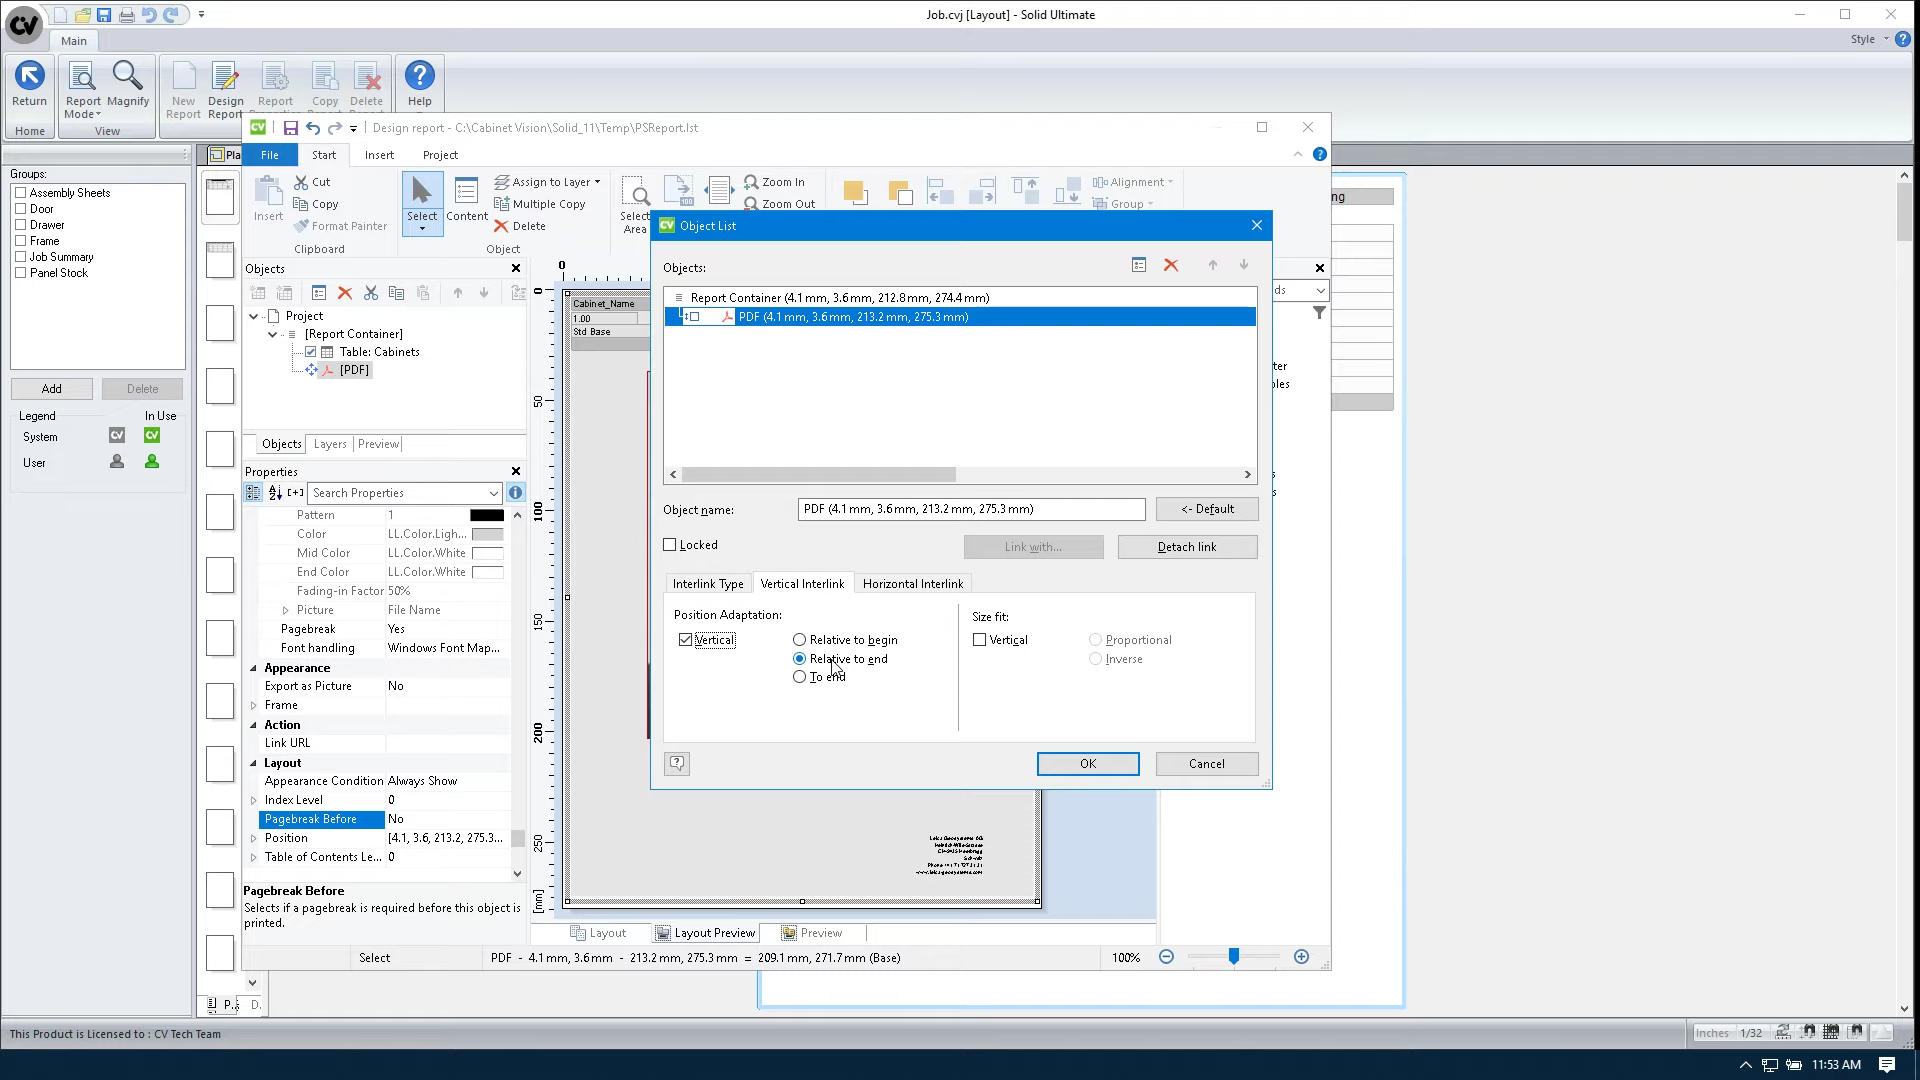 CV
Job.cvj [Layout] - Solid Ultimate
Main
Style
Return
Report Mode
Magnify
New Report
Design Report
Report
Copy
Delete
Help
Home
View
Design report - C:\Cabinet Vision\Solid_11\Temp\PSReport.lst
File
Start
Insert
Project
Groups:
Assembly Sheets
Door
Drawer
Frame
Job Summary
Panel Stock
Add
Delete
Legend
In Use
System
User
Pla
Insert
Cut
Copy
Format Painter
Clipboard
Select
Content
Assign to Layer
Multiple Copy
Delete
Object
Select Area
Zoom In
Zoom Out
Alignment
Group
ng
Objects
Project
[Report Container]
Table: Cabinets
[PDF]
Objects
Layers
Preview
Properties
Search Properties
Pattern 1
Color LL.Color.Ligh...
Mid Color LL.Color.White
End Color LL.Color.White
Fading-in Factor 50%
Picture File Name
Pagebreak Yes
Font handling Windows Font Map...
Appearance
Export as Picture No
Frame
Action
Link URL
Layout
Appearance Condition Always Show
Index Level 0
Pagebreak Before No
Position [4.1, 3.6, 213.2, 275.3...
Table of Contents Le... 0
Pagebreak Before
Selects if a pagebreak is required before this object is
printed.
0
0
50
100
150
200
250
[mm]
Cabinet_Name
1.00
Std Base
Object List
Objects:
Report Container (4.1 mm, 3.6 mm, 212.8 mm, 274.4 mm)
PDF (4.1 mm, 3.6 mm, 213.2 mm, 275.3 mm)
Object name:
PDF (4.1 mm, 3.6 mm, 213.2 mm, 275.3 mm)
<- Default
Locked
Link with...
Detach link
Interlink Type
Vertical Interlink
Horizontal Interlink
Position Adaptation:
Vertical
Relative to begin
Relative to end
To end
Size fit:
Vertical
Proportional
Inverse
OK
Cancel
ds
ter
bles
s
s
Layout
Layout Preview
Preview
Select
PDF - 4.1 mm, 3.6 mm - 213.2 mm, 275.3 mm = 209.1 mm, 271.7 mm (Base)
100%
P.
D.
This Product is Licensed to : CV Tech Team
Inches
1/32
11:53 AM